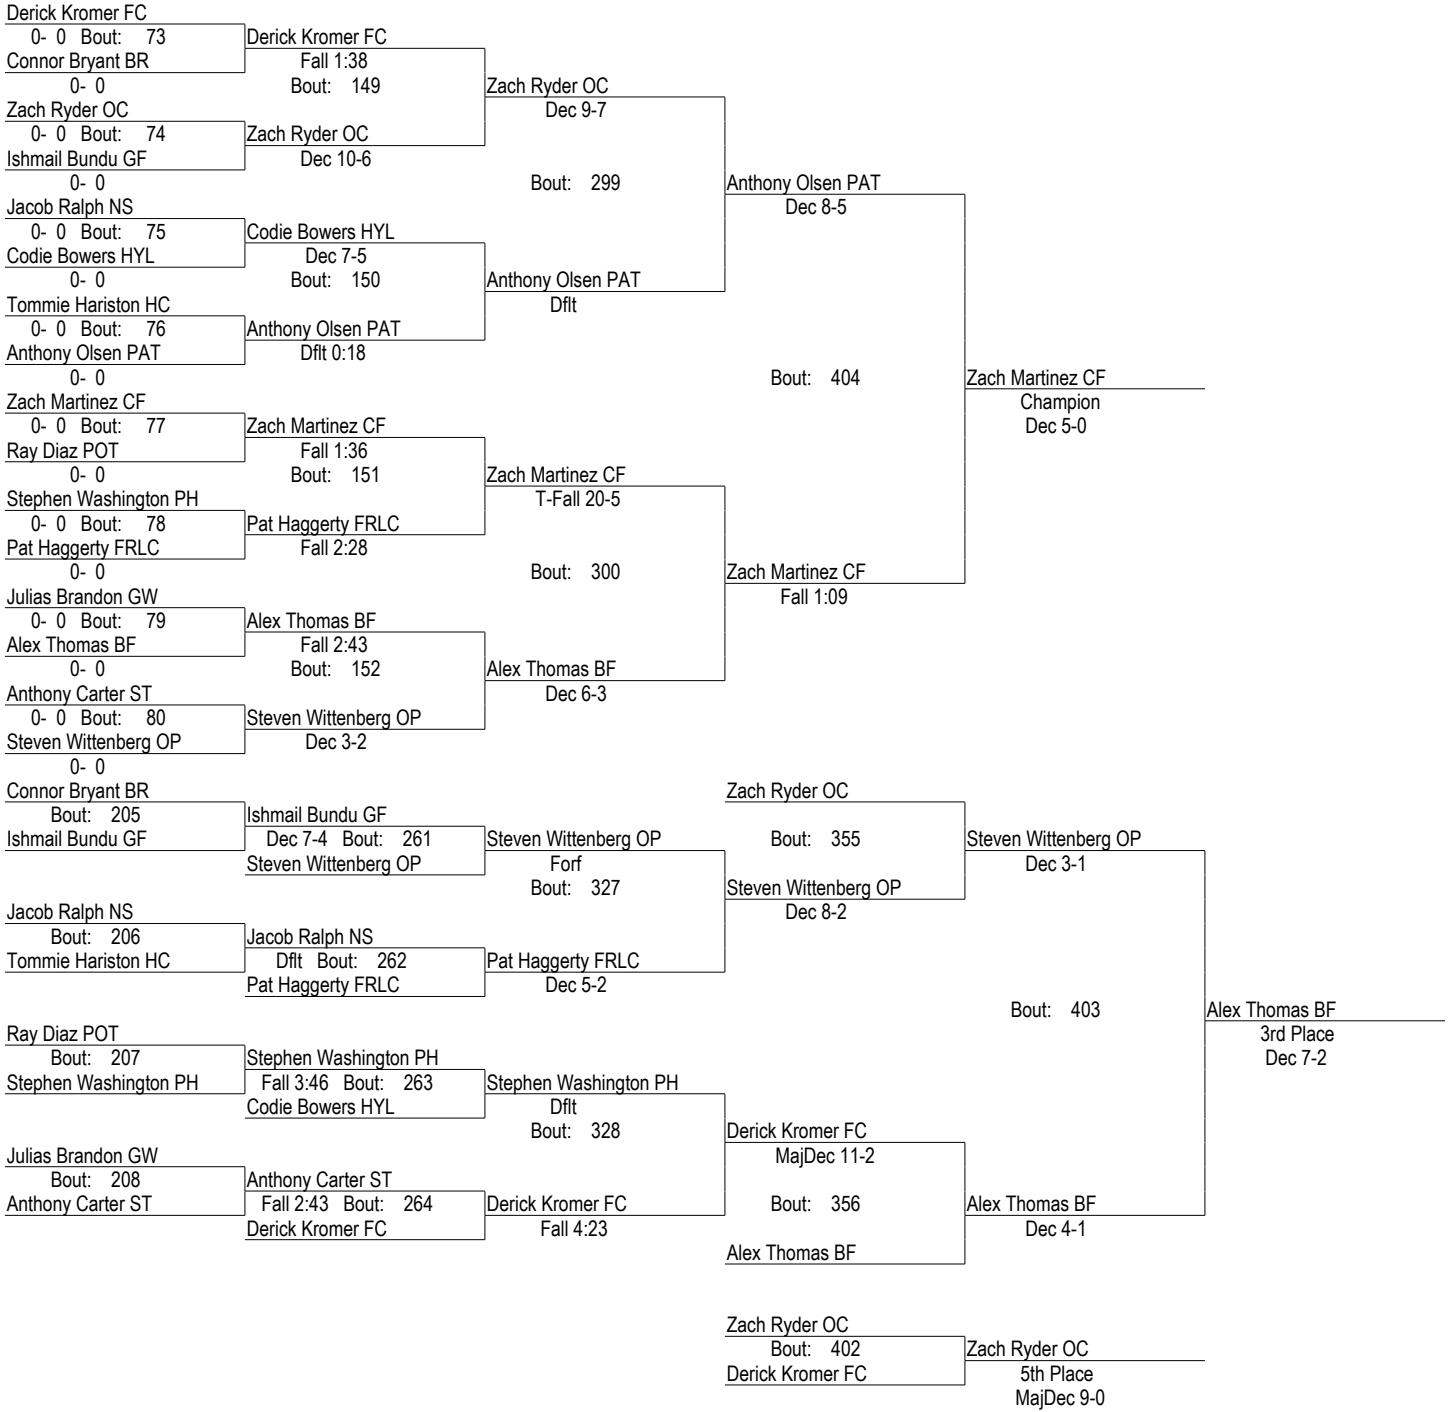 Derick Kromer FC
0- 0 Bout: 73 Derick Kromer FC
Connor Bryant BR Fall 1:38
0- 0 Bout: 149 Zach Ryder OC
Zach Ryder OC Dec 9-7
0- 0 Bout: 74 Zach Ryder OC
Ishmail Bundu GF Dec 10-6
0- 0 Bout: 299 Anthony Olsen PAT
Jacob Ralph NS Dec 8-5
0- 0 Bout: 75 Codie Bowers HYL
Codie Bowers HYL Dec 7-5
0- 0 Bout: 150 Anthony Olsen PAT
Tommie Hariston HC Dflt
0- 0 Bout: 76 Anthony Olsen PAT
Anthony Olsen PAT Dflt 0:18
0- 0 Bout: 404 Zach Martinez CF
Zach Martinez CF Champion
0- 0 Bout: 77 Zach Martinez CF Dec 5-0
Ray Diaz POT Fall 1:36
0- 0 Bout: 151 Zach Martinez CF
Stephen Washington PH T-Fall 20-5
0- 0 Bout: 78 Pat Haggerty FRLC
Pat Haggerty FRLC Fall 2:28
0- 0 Bout: 300 Zach Martinez CF
Julias Brandon GW Fall 1:09
0- 0 Bout: 79 Alex Thomas BF
Alex Thomas BF Fall 2:43
0- 0 Bout: 152 Alex Thomas BF
Anthony Carter ST Dec 6-3
0- 0 Bout: 80 Steven Wittenberg OP
Steven Wittenberg OP Dec 3-2
0- 0
Connor Bryant BR Zach Ryder OC
Bout: 205 Ishmail Bundu GF
Ishmail Bundu GF Dec 7-4 Bout: 261 Steven Wittenberg OP Bout: 355 Steven Wittenberg OP
Steven Wittenberg OP Forf Dec 3-1
Bout: 327 Steven Wittenberg OP
Jacob Ralph NS Dec 8-2
Bout: 206 Jacob Ralph NS
Tommie Hariston HC Dflt Bout: 262 Pat Haggerty FRLC
Pat Haggerty FRLC Dec 5-2
Bout: 403 Alex Thomas BF
Ray Diaz POT 3rd Place
Bout: 207 Stephen Washington PH Dec 7-2
Stephen Washington PH Fall 3:46 Bout: 263 Stephen Washington PH
Codie Bowers HYL Dflt
Bout: 328 Derick Kromer FC
Julias Brandon GW MajDec 11-2
Bout: 208 Anthony Carter ST
Anthony Carter ST Fall 2:43 Bout: 264 Derick Kromer FC Bout: 356 Alex Thomas BF
Derick Kromer FC Fall 4:23 Dec 4-1
Alex Thomas BF
Zach Ryder OC
Bout: 402 Zach Ryder OC
Derick Kromer FC 5th Place
MajDec 9-0